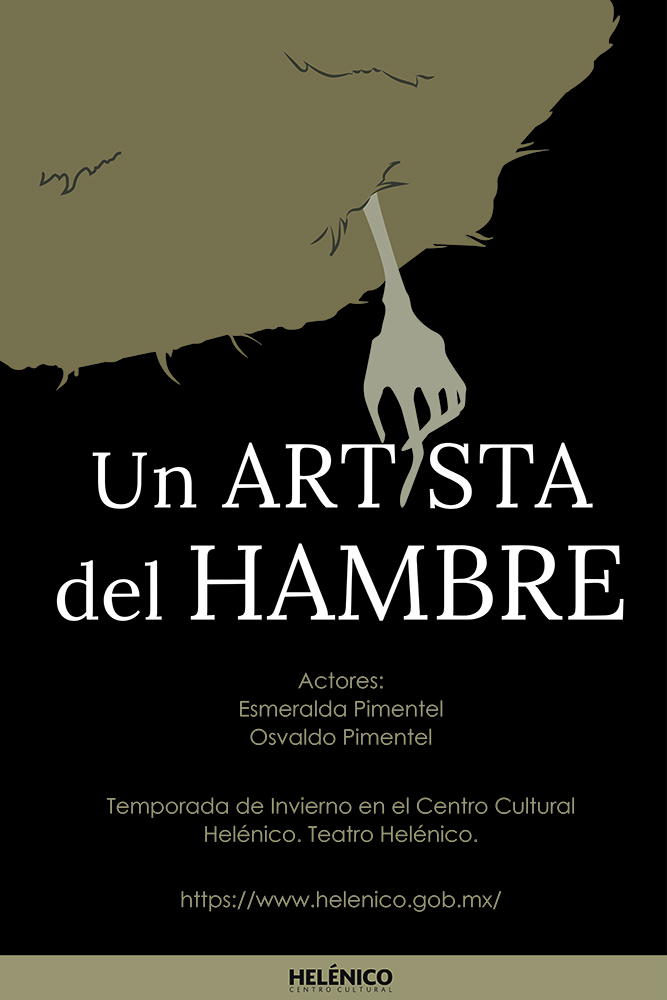 Un ARTISTA
del HAMBRE
Actores:
Esmeralda Pimentel
Osvaldo Pimentel
Temporada de Invierno en el Centro Cultural
Helénico. Teatro Helénico.
https://www.helenico.gob.mx/
HELÉNICO
CENTRO CULTURAL